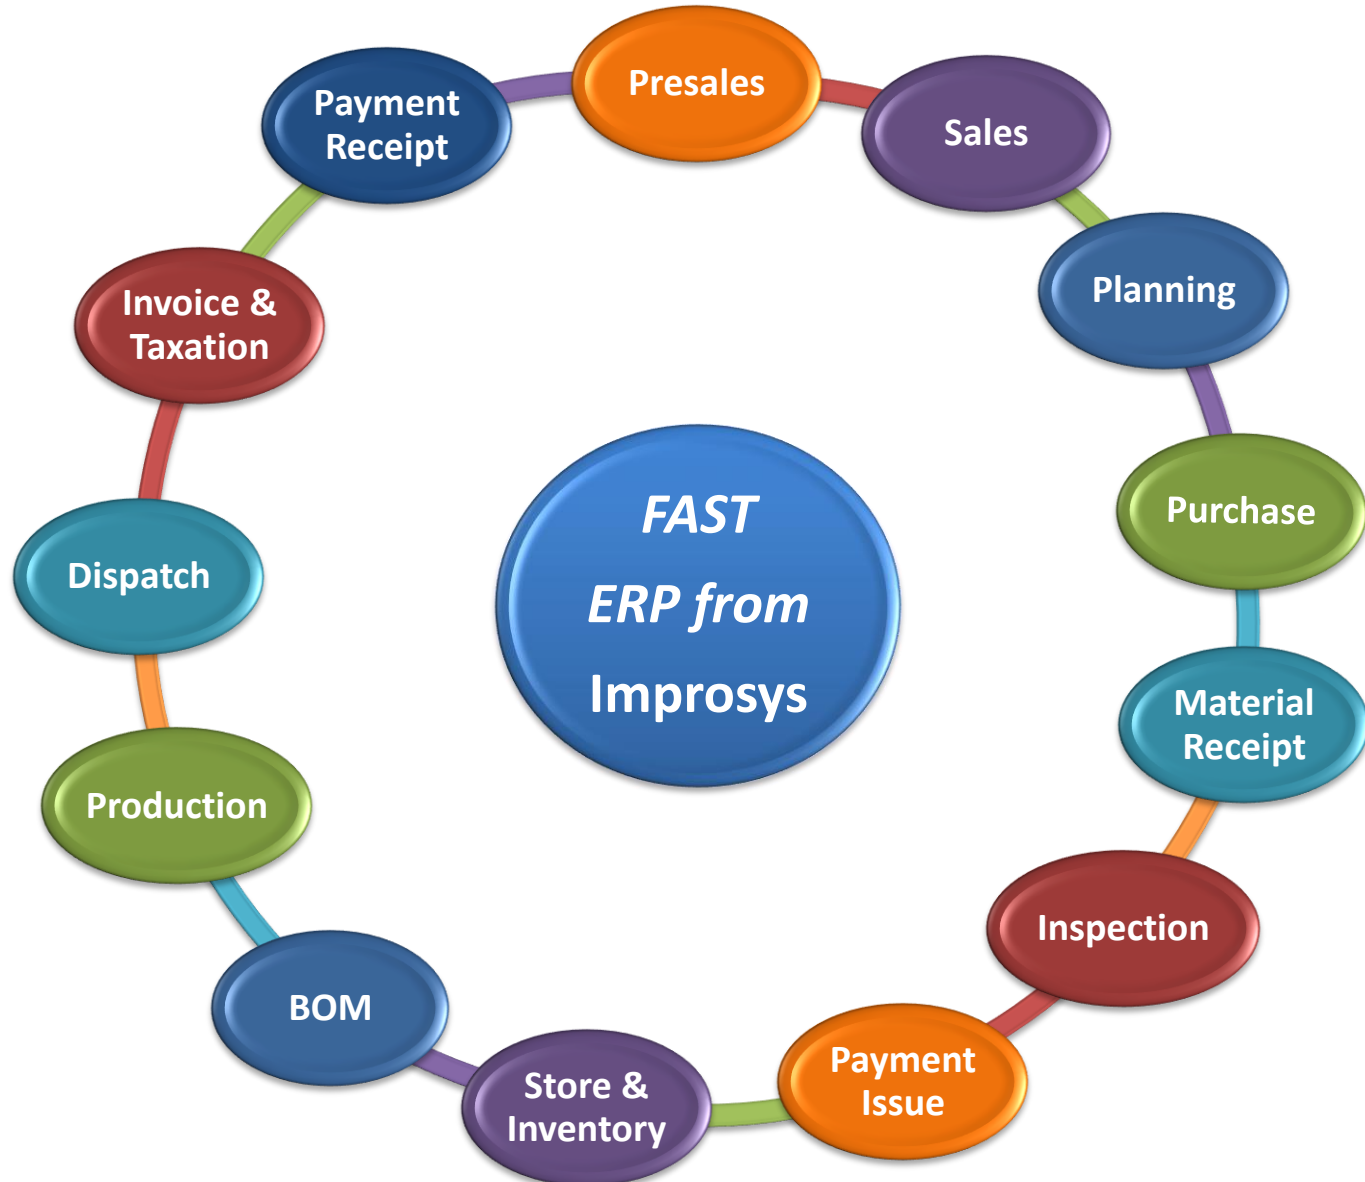 Presales
Sales
Planning
Purchase
Material
Receipt
Inspection
Payment
Issue
Store &
Inventory
BOM
Production
Dispatch
Invoice &
Taxation
Payment
Receipt
FAST
ERP from
Improsys